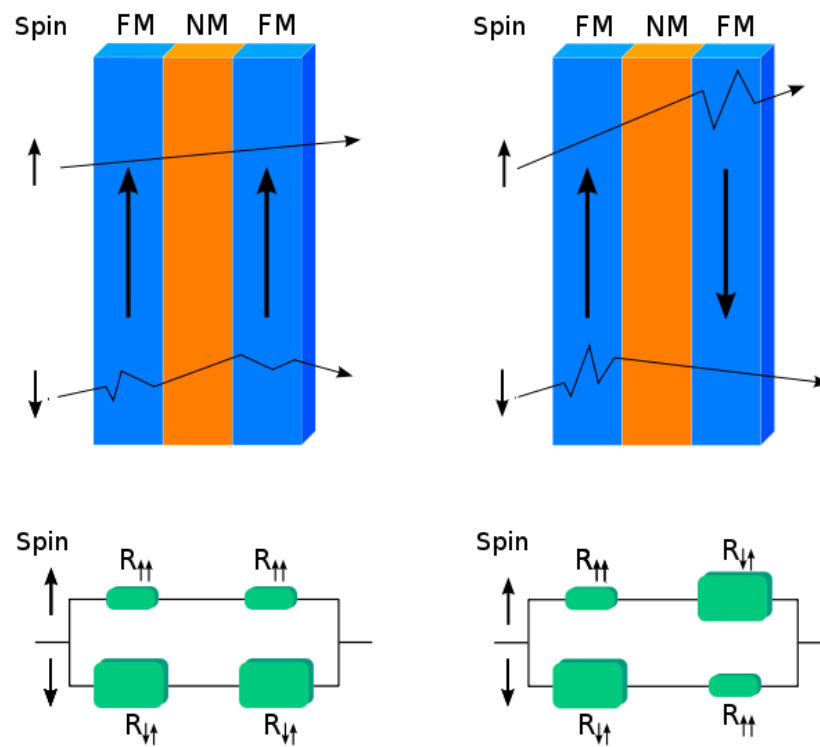 Spin FM NM FM
Spin FM NM FM
Spin
R↑↑ R↑↑
R↓↑ R↓↑
Spin
R↑↑ R↓↑
R↓↑ R↑↑